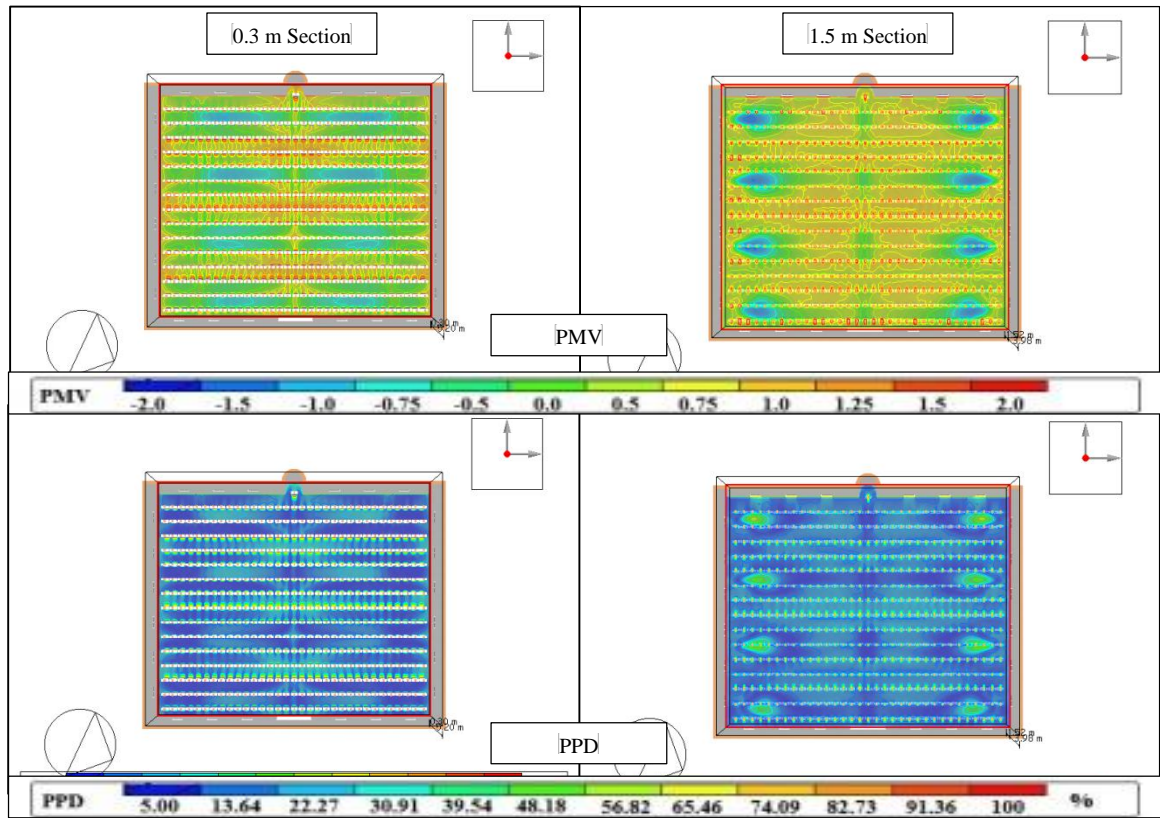 0.3 m Section
1.5 m Section
PMV
PMV -2.0 -1.5 -1.0 -0.75 -0.5 0.0 0.5 0.75 1.0 1.25 1.5 2.0
PPD
PPD 5.00 13.64 22.27 30.91 39.54 48.18 56.82 65.46 74.09 82.73 91.36 100 %